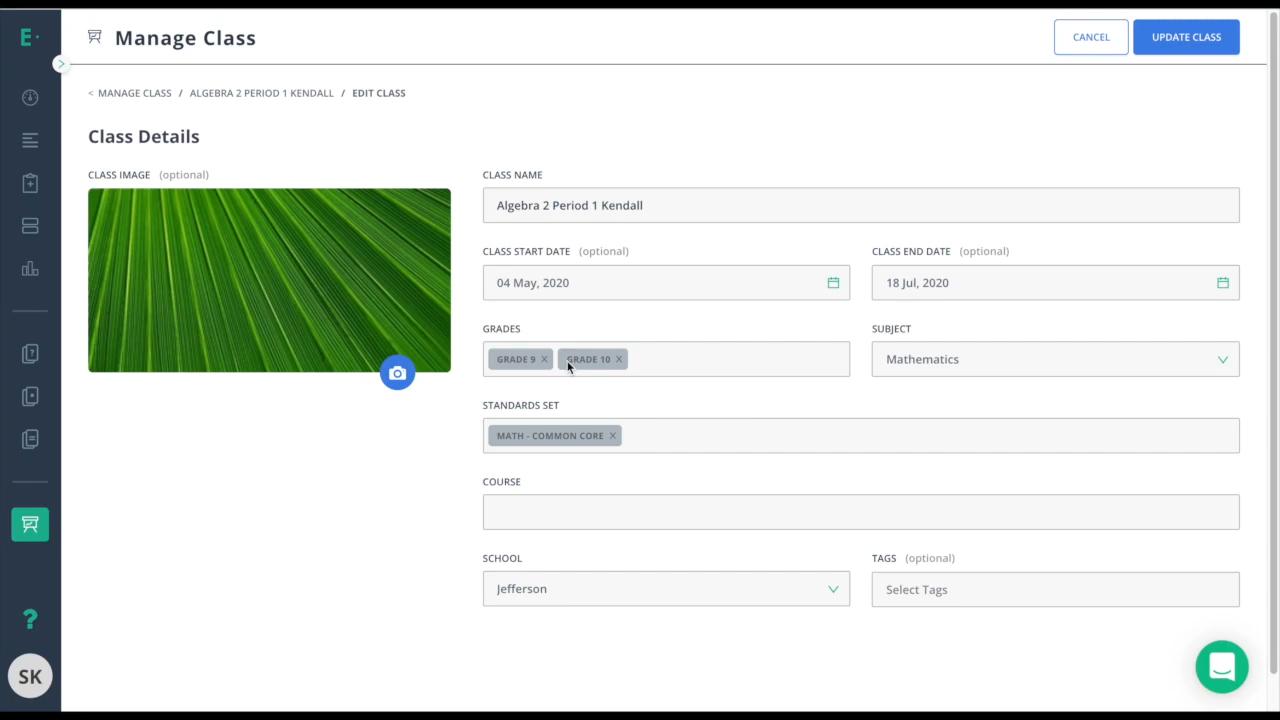 E·
Manage Class
CANCEL
UPDATE CLASS
< MANAGE CLASS / ALGEBRA 2 PERIOD 1 KENDALL / EDIT CLASS
Class Details
CLASS IMAGE (optional)
CLASS NAME
Algebra 2 Period 1 Kendall
CLASS START DATE (optional)
CLASS END DATE (optional)
04 May, 2020
18 Jul, 2020
GRADES
SUBJECT
GRADE 9 × GRADE 10 ×
Mathematics
STANDARDS SET
MATH - COMMON CORE ×
COURSE
SCHOOL
TAGS (optional)
Jefferson
Select Tags
?
SK